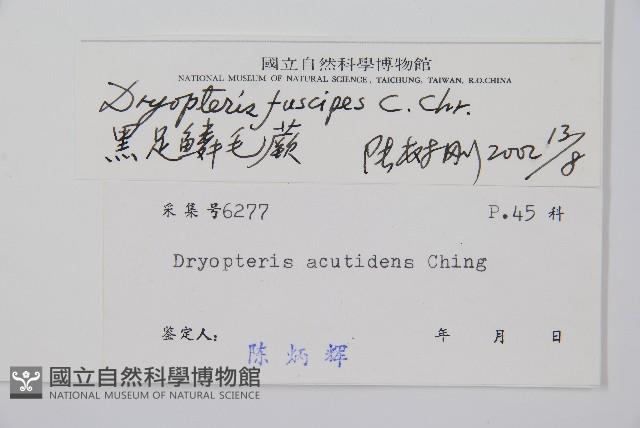 國立自然科學博物館
NATIONAL MUSEUM OF NATURAL SCIENCE, TAICHUNG, TAIWAN, R.O.CHINA
Dryopteris fuscipes C. Chr.
黑足鱗毛蕨 陆树刚 2002 13/8
采集号6277 P.45 科
Dryopteris acutidens Ching
鉴定人: 年 月 日
陈炳辉
國立自然科學博物館
NATIONAL MUSEUM OF NATURAL SCIENCE